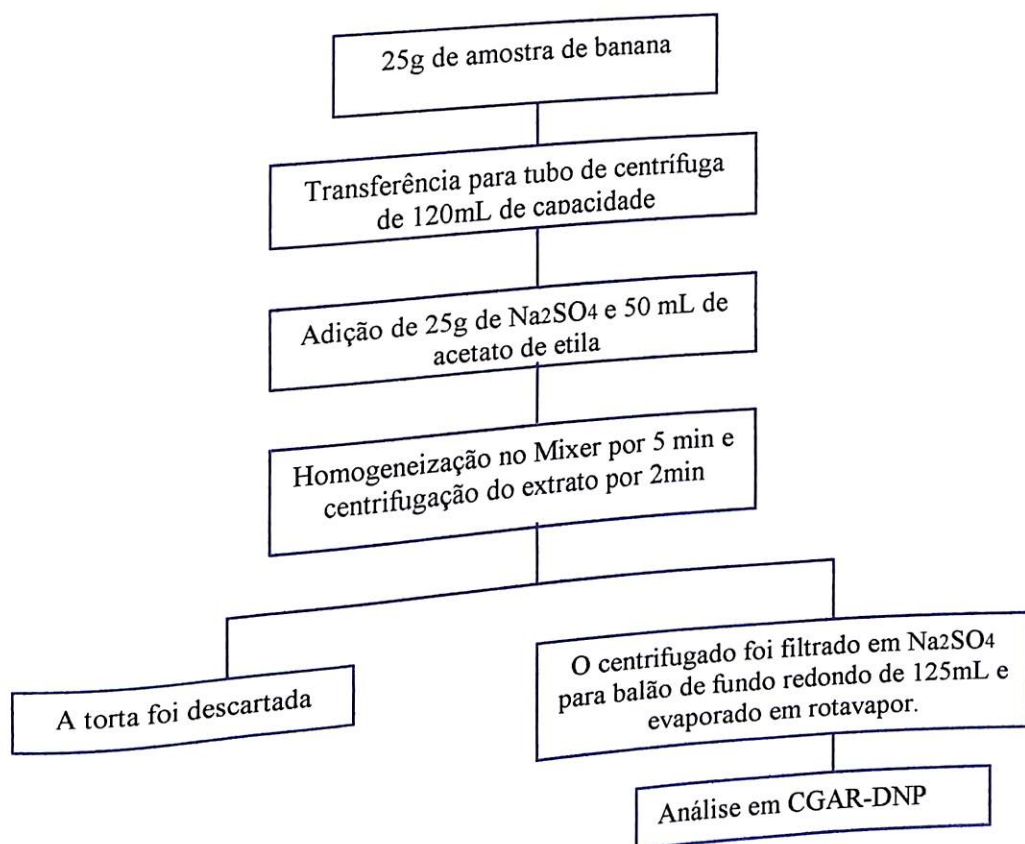 25g de amostra de banana
Transferência para tubo de centrífuga
de 120mL de capacidade
Adição de 25g de Na2SO4 e 50 mL de
acetato de etila
Homogeneização no Mixer por 5 min e
centrifugação do extrato por 2min
A torta foi descartada
O centrifugado foi filtrado em Na2SO4
para balão de fundo redondo de 125mL e
evaporado em rotavapor.
Análise em CGAR-DNP